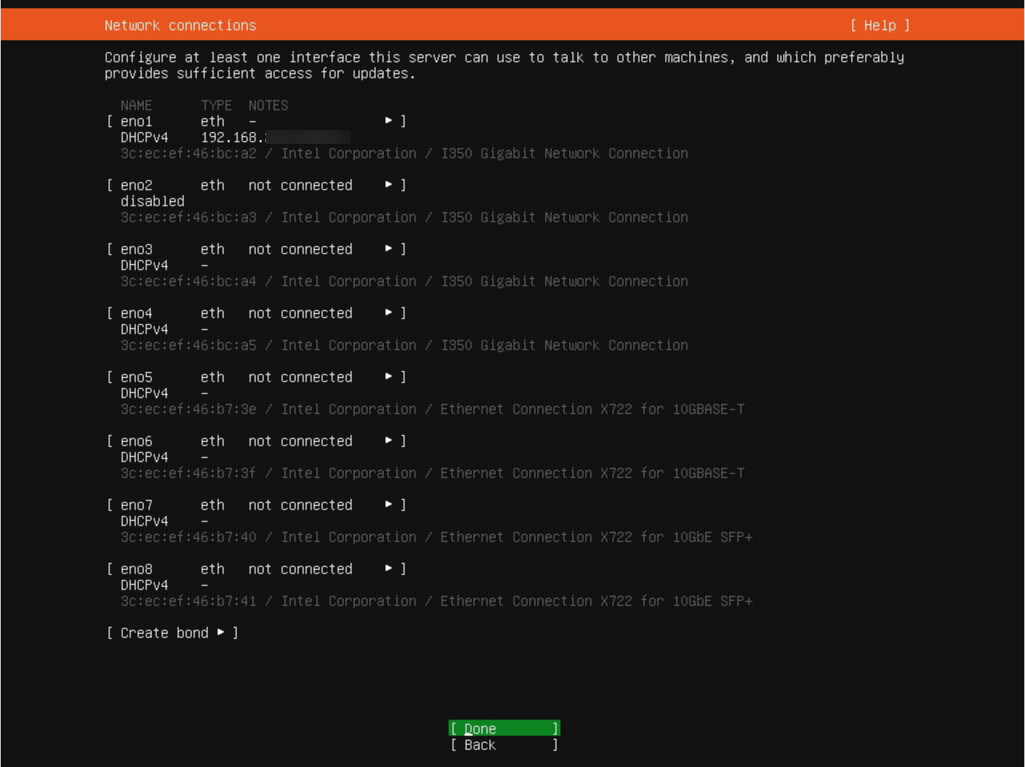 Network connections [ Help ]
Configure at least one interface this server can use to talk to other machines, and which preferably
provides sufficient access for updates.
NAME TYPE NOTES
[ eno1 eth - ▸ ]
DHCPv4 192.168.
3c:ec:ef:46:bc:a2 / Intel Corporation / I350 Gigabit Network Connection
[ eno2 eth not connected ▸ ]
disabled
3c:ec:ef:46:bc:a3 / Intel Corporation / I350 Gigabit Network Connection
[ eno3 eth not connected ▸ ]
DHCPv4 -
3c:ec:ef:46:bc:a4 / Intel Corporation / I350 Gigabit Network Connection
[ eno4 eth not connected ▸ ]
DHCPv4 -
3c:ec:ef:46:bc:a5 / Intel Corporation / I350 Gigabit Network Connection
[ eno5 eth not connected ▸ ]
DHCPv4 -
3c:ec:ef:46:b7:3e / Intel Corporation / Ethernet Connection X722 for 10GBASE-T
[ eno6 eth not connected ▸ ]
DHCPv4 -
3c:ec:ef:46:b7:3f / Intel Corporation / Ethernet Connection X722 for 10GBASE-T
[ eno7 eth not connected ▸ ]
DHCPv4 -
3c:ec:ef:46:b7:40 / Intel Corporation / Ethernet Connection X722 for 10GbE SFP+
[ eno8 eth not connected ▸ ]
DHCPv4 -
3c:ec:ef:46:b7:41 / Intel Corporation / Ethernet Connection X722 for 10GbE SFP+
[ Create bond ▸ ]
[ Done ]
[ Back ]